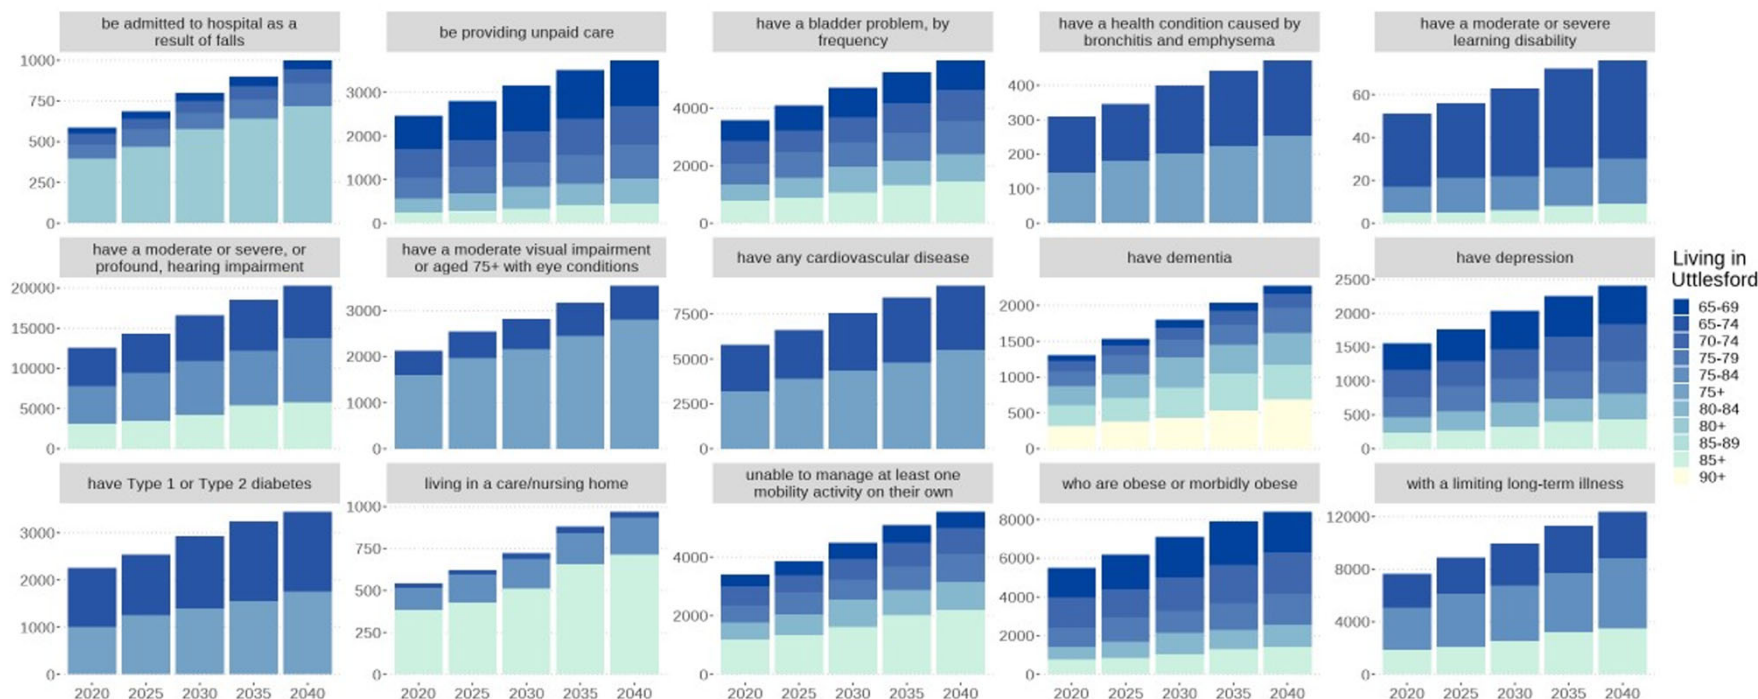 be admitted to hospital as a
result of falls
be providing unpaid care
have a bladder problem, by
frequency
have a health condition caused by
bronchitis and emphysema
have a moderate or severe
learning disability
1000
750
500
250
0
3000
2000
1000
0
4000
2000
0
400
300
200
100
0
60
40
20
0
have a moderate or severe, or
profound, hearing impairment
have a moderate visual impairment
or aged 75+ with eye conditions
have any cardiovascular disease
have dementia
have depression
20000
15000
10000
5000
0
3000
2000
1000
0
7500
5000
2500
0
2000
1500
1000
500
0
2500
2000
1500
1000
500
0
have Type 1 or Type 2 diabetes
living in a care/nursing home
unable to manage at least one
mobility activity on their own
who are obese or morbidly obese
with a limiting long-term illness
3000
2000
1000
0
1000
750
500
250
0
4000
2000
0
8000
6000
4000
2000
0
12000
8000
4000
0
2020 2025 2030 2035 2040
2020 2025 2030 2035 2040
2020 2025 2030 2035 2040
2020 2025 2030 2035 2040
2020 2025 2030 2035 2040
Living in
Uttlesford
65-69
65-74
70-74
75-79
75-84
75+
80-84
80+
85-89
85+
90+